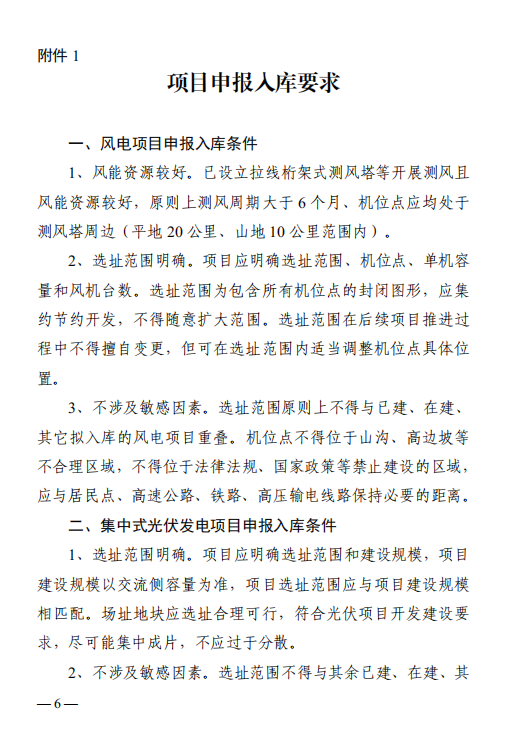 附件 1
项目申报入库要求
一、风电项目申报入库条件
1、风能资源较好。已设立拉线桁架式测风塔等开展测风且
风能资源较好，原则上测风周期大于 6 个月、机位点应均处于
测风塔周边（平地 20 公里、山地 10 公里范围内）。
2、选址范围明确。项目应明确选址范围、机位点、单机容
量和风机台数。选址范围为包含所有机位点的封闭图形，应集
约节约开发，不得随意扩大范围。选址范围在后续项目推进过
程中不得擅自变更，但可在选址范围内适当调整机位点具体位
置。
3、不涉及敏感因素。选址范围原则上不得与已建、在建、
其它拟入库的风电项目重叠。机位点不得位于山沟、高边坡等
不合理区域，不得位于法律法规、国家政策等禁止建设的区域，
应与居民点、高速公路、铁路、高压输电线路保持必要的距离。
二、集中式光伏发电项目申报入库条件
1、选址范围明确。项目应明确选址范围和建设规模，项目
建设规模以交流侧容量为准，项目选址范围应与项目建设规模
相匹配。场址地块应选址合理可行，符合光伏项目开发建设要
求，尽可能集中成片，不应过于分散。
2、不涉及敏感因素。选址范围不得与其余已建、在建、其
— 6 —